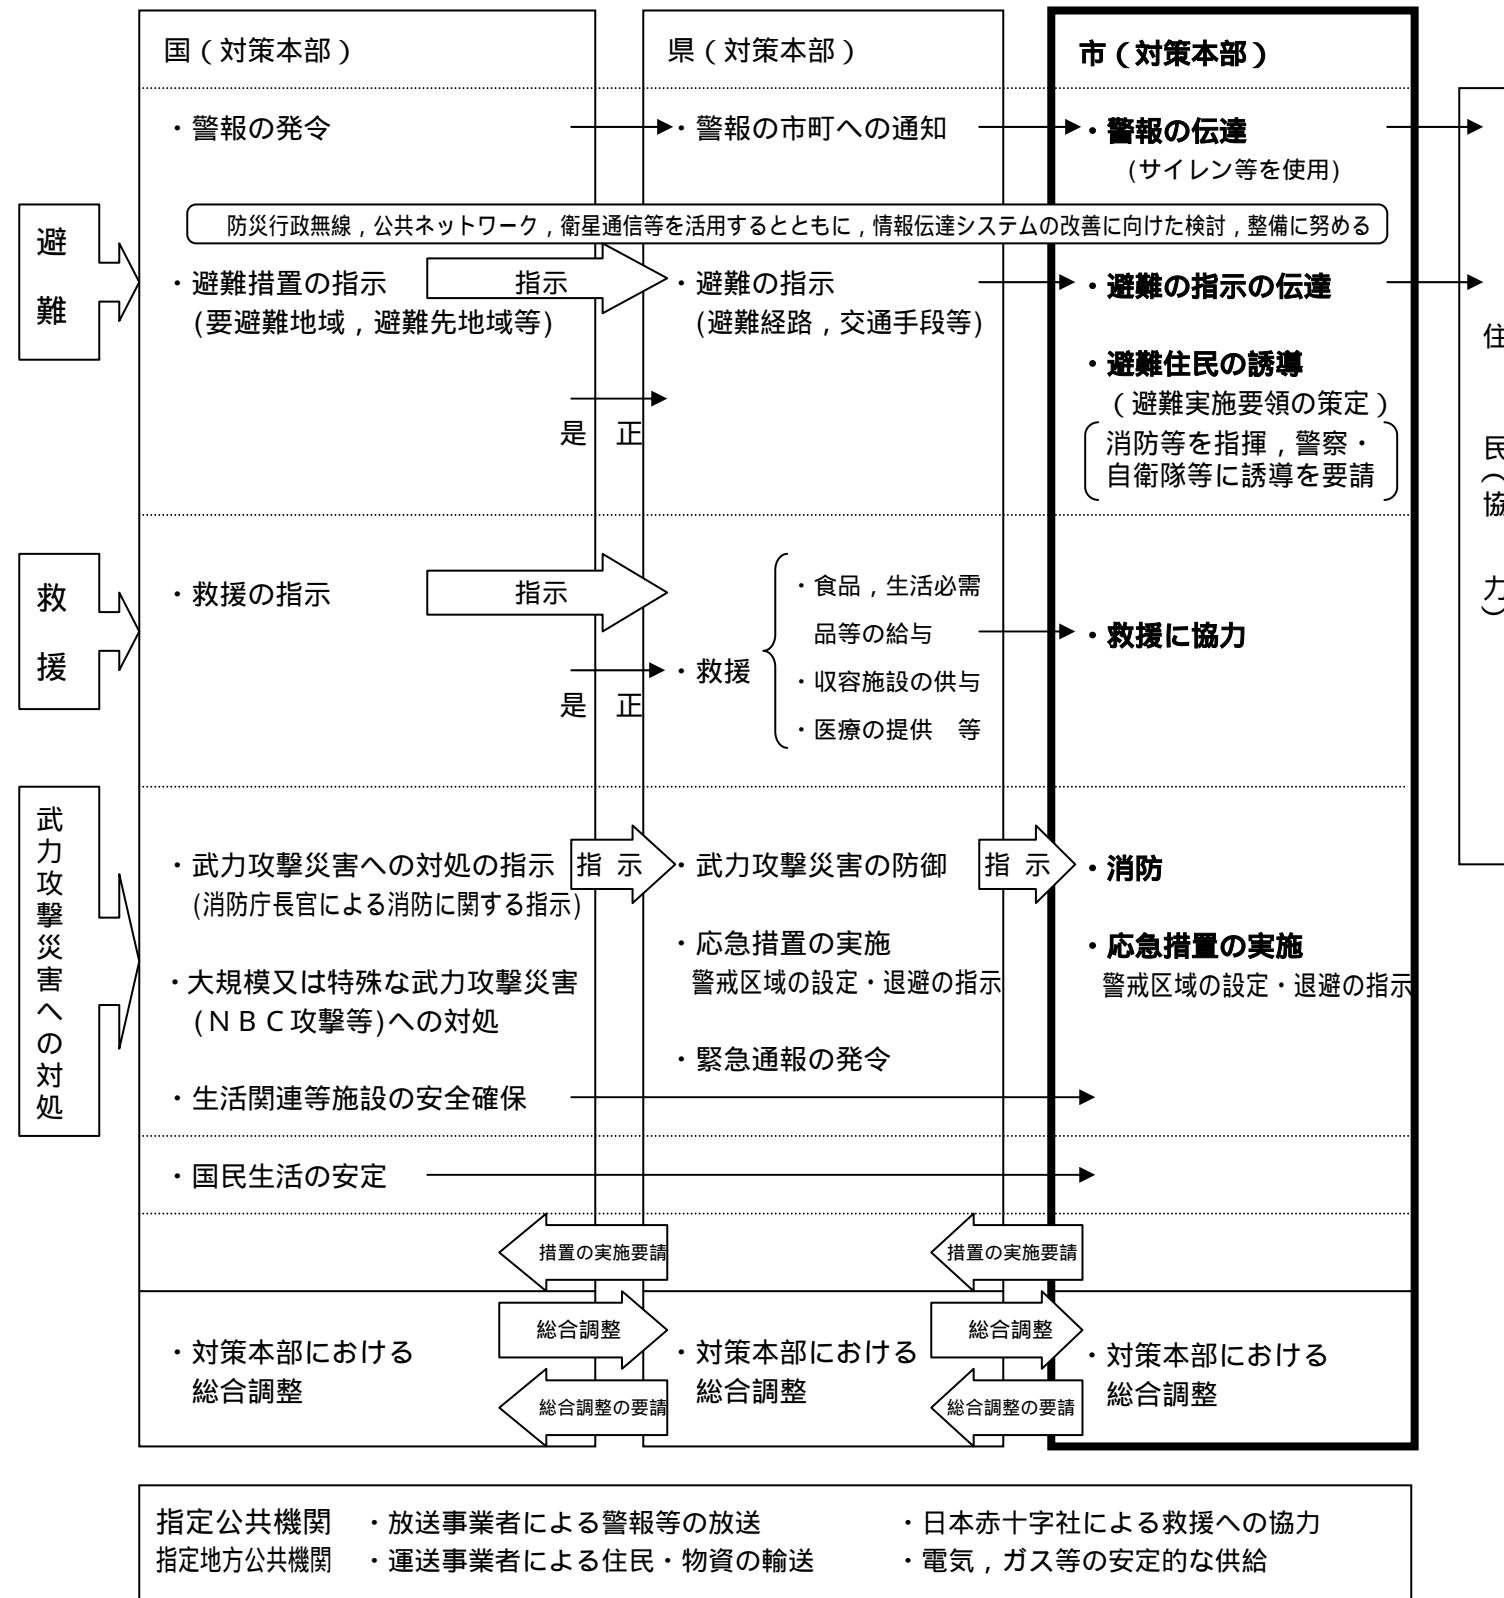 国（対策本部）
県（対策本部）
市（対策本部）
・警報の発令
・警報の市町への通知
・警報の伝達
(サイレン等を使用)
防災行政無線，公共ネットワーク，衛星通信等を活用するとともに，情報伝達システムの改善に向けた検討，整備に努める
避難
・避難措置の指示
(要避難地域，避難先地域等)
指示
・避難の指示
(避難経路，交通手段等)
・避難の指示の伝達
是 正
・避難住民の誘導
（避難実施要領の策定）
消防等を指揮，警察・
自衛隊等に誘導を要請
住民(協力)
救援
・救援の指示
指示
是 正
・救援
・食品，生活必需
品等の給与
・収容施設の供与
・医療の提供　等
・救援に協力
武力攻撃災害への対処
・武力攻撃災害への対処の指示
(消防庁長官による消防に関する指示)
指 示
・武力攻撃災害の防御
指 示
・消防
・大規模又は特殊な武力攻撃災害
(ＮＢＣ攻撃等)への対処
・応急措置の実施
警戒区域の設定・退避の指示
・応急措置の実施
警戒区域の設定・退避の指示
・緊急通報の発令
・生活関連等施設の安全確保
・国民生活の安定
措置の実施要請
措置の実施要請
・対策本部における
総合調整
総合調整
総合調整の要請
・対策本部における
総合調整
総合調整
総合調整の要請
・対策本部における
総合調整
指定公共機関
指定地方公共機関
・放送事業者による警報等の放送
・運送事業者による住民・物資の輸送
・日本赤十字社による救援への協力
・電気，ガス等の安定的な供給